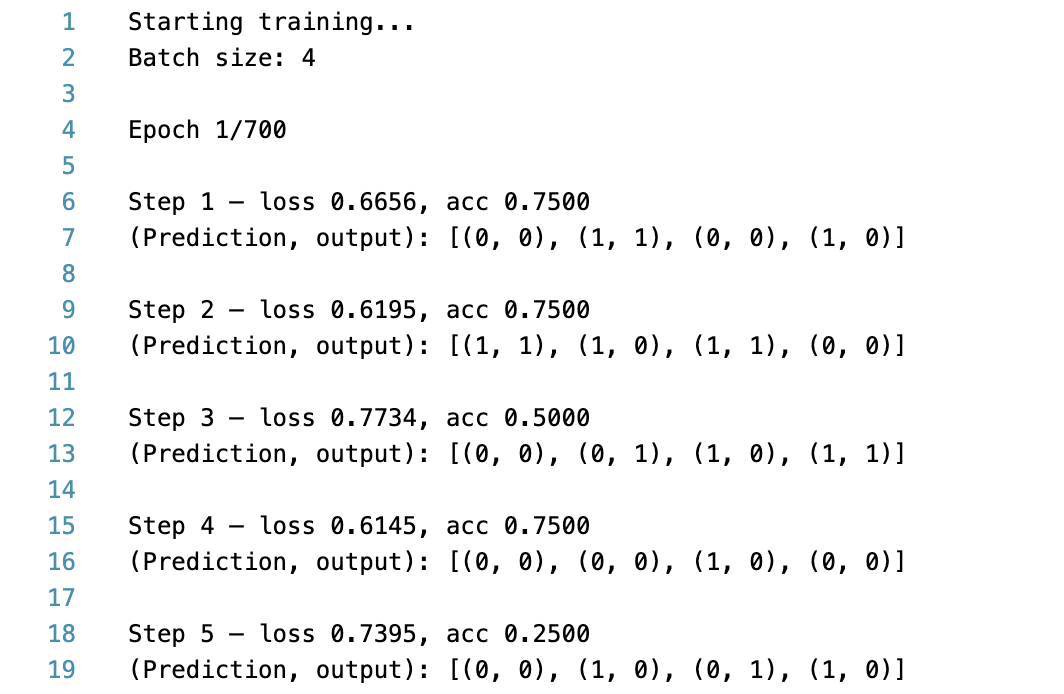 1 Starting training...
2 Batch size: 4
3
4 Epoch 1/700
5
6 Step 1 – loss 0.6656, acc 0.7500
7 (Prediction, output): [(0, 0), (1, 1), (0, 0), (1, 0)]
8
9 Step 2 – loss 0.6195, acc 0.7500
10 (Prediction, output): [(1, 1), (1, 0), (1, 1), (0, 0)]
11
12 Step 3 – loss 0.7734, acc 0.5000
13 (Prediction, output): [(0, 0), (0, 1), (1, 0), (1, 1)]
14
15 Step 4 – loss 0.6145, acc 0.7500
16 (Prediction, output): [(0, 0), (0, 0), (1, 0), (0, 0)]
17
18 Step 5 – loss 0.7395, acc 0.2500
19 (Prediction, output): [(0, 0), (1, 0), (0, 1), (1, 0)]